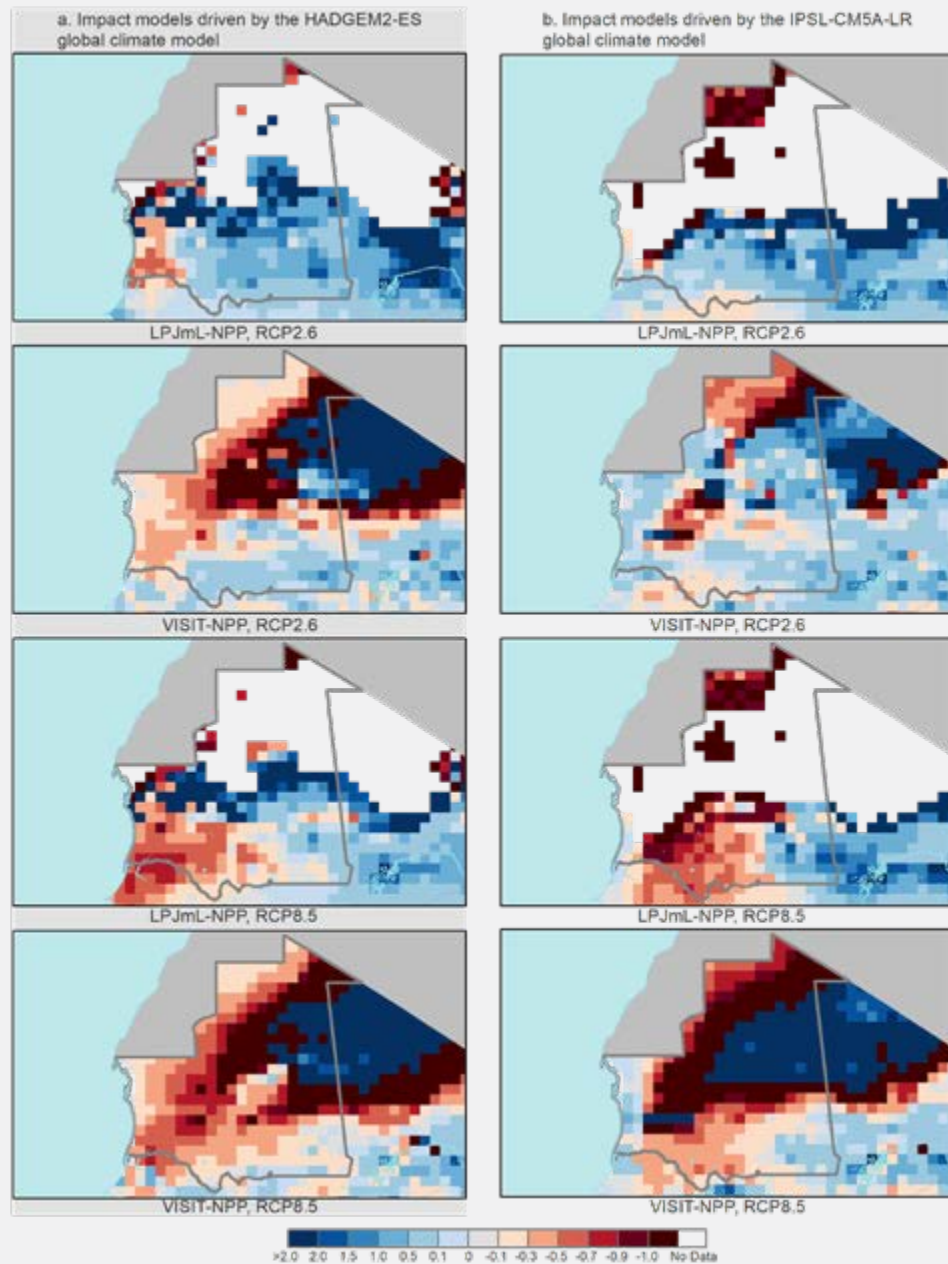 a. Impact models driven by the HADGEM2-ES
global climate model
b. Impact models driven by the IPSL-CM5A-LR
global climate model
LPJmL-NPP, RCP2.6
LPJmL-NPP, RCP2.6
VISIT-NPP, RCP2.6
VISIT-NPP, RCP2.6
LPJmL-NPP, RCP8.5
LPJmL-NPP, RCP8.5
VISIT-NPP, RCP8.5
VISIT-NPP, RCP8.5
>2.0 2.0 1.5 1.0 0.5 0.1 0 -0.1 -0.3 -0.5 -0.7 -0.9 -1.0 No Data